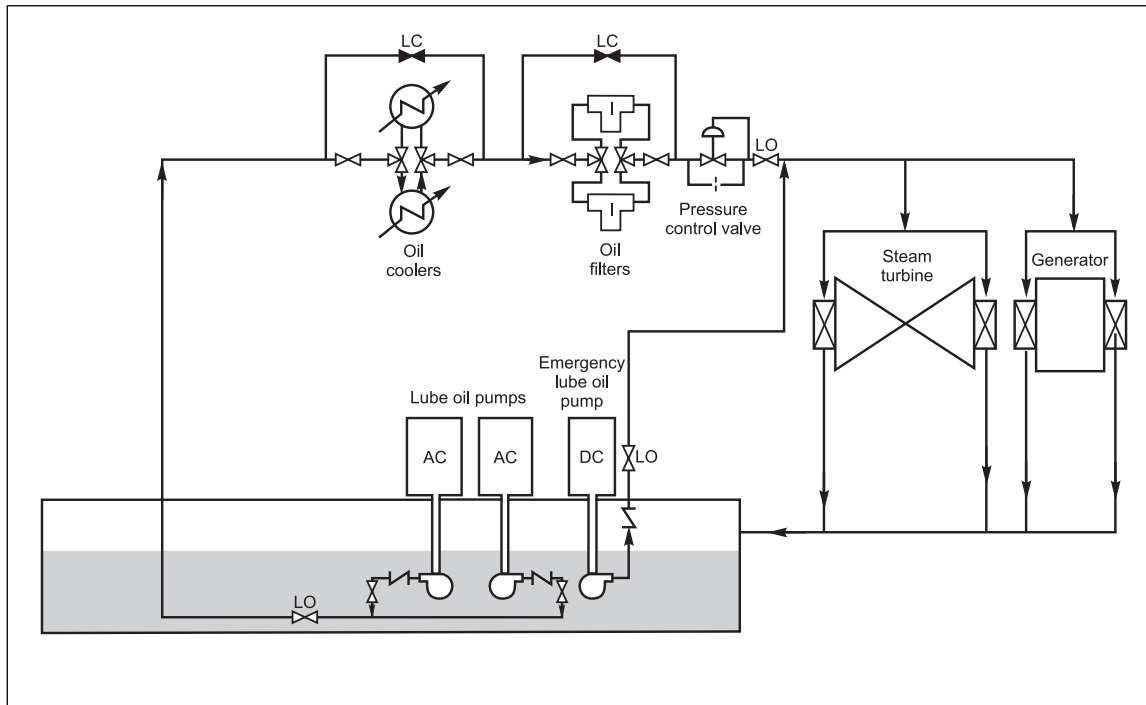 LC
LC
LO
Oil
coolers
Oil
filters
Pressure
control valve
Steam
turbine
Generator
Emergency
lube oil
pump
Lube oil pumps
AC
AC
DC
LO
LO